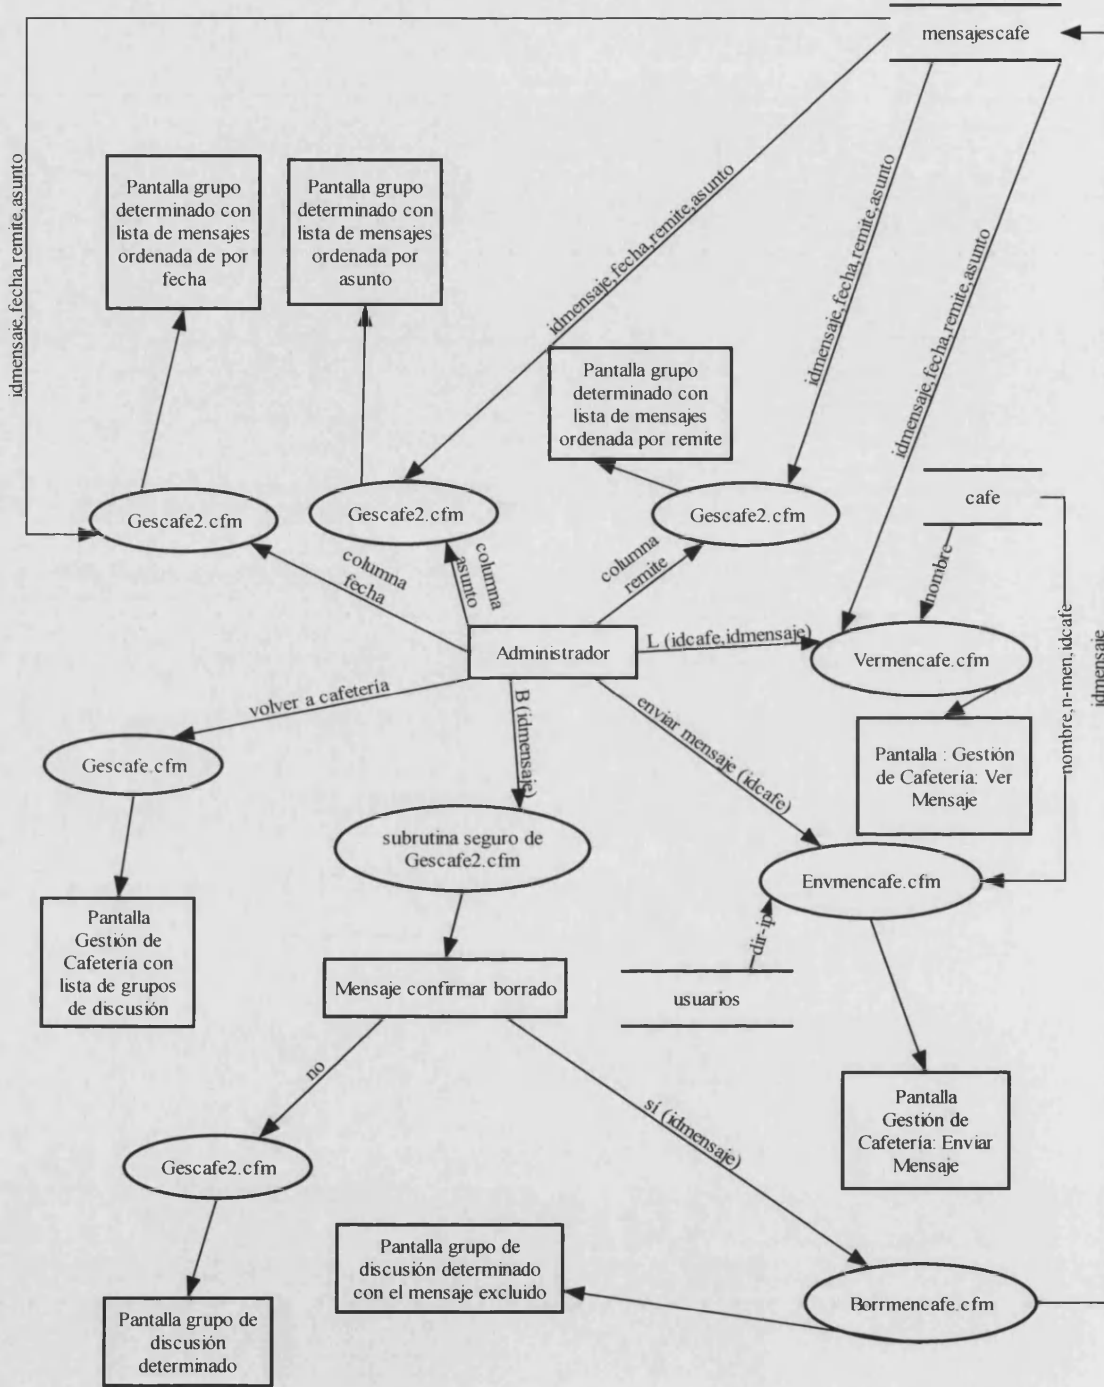 mensajescafe
idmensaje,fecha,remite,asunto
Pantalla grupo
determinado con
lista de mensajes
ordenada de por
fecha
Pantalla grupo
determinado con
lista de mensajes
ordenada por
asunto
idmensaje,fecha,remite,asunto
idmensaje,fecha,remite,asunto
idmensaje,fecha,remite,asunto
Pantalla grupo
determinado con
lista de mensajes
ordenada por remite
Gescafe2.cfm
Gescafe2.cfm
Gescafe2.cfm
cafe
columna
fecha
columna
asunto
columna
remite
nombre
Administrador
L (idcafe,idmensaje)
Vermencafe.cfm
nombre,n-men,idcafe
idmensaje
volver a cafetería
B (idmensaje)
enviar mensaje (idcafe)
Gescafe.cfm
Pantalla : Gestión
de Cafetería: Ver
Mensaje
subrutina seguro de
Gescafe2.cfm
Envmencafe.cfm
Pantalla
Gestión de
Cafetería con
lista de grupos
de discusión
dir-ip
Mensaje confirmar borrado
usuarios
no
sí (idmensaje)
Pantalla
Gestión de
Cafetería: Enviar
Mensaje
Gescafe2.cfm
Pantalla grupo de
discusión determinado
con el mensaje excluido
Borrmencafe.cfm
Pantalla grupo de
discusión
determinado